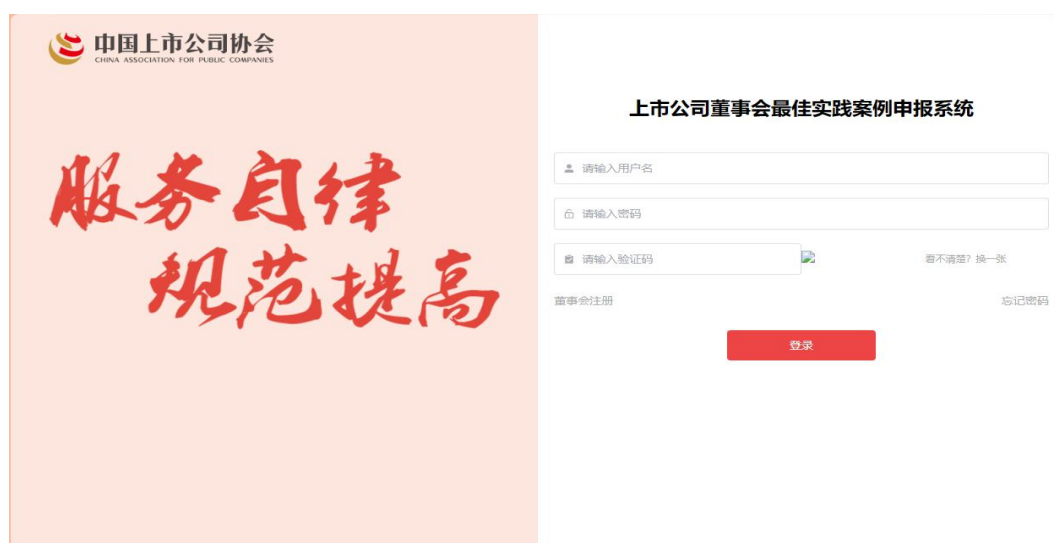 中国上市公司协会
CHINA ASSOCIATION FOR PUBLIC COMPANIES
服务自律
规范提高
上市公司董事会最佳实践案例申报系统
请输入用户名
请输入密码
请输入验证码
看不清楚? 换一张
董事会注册
忘记密码
登录